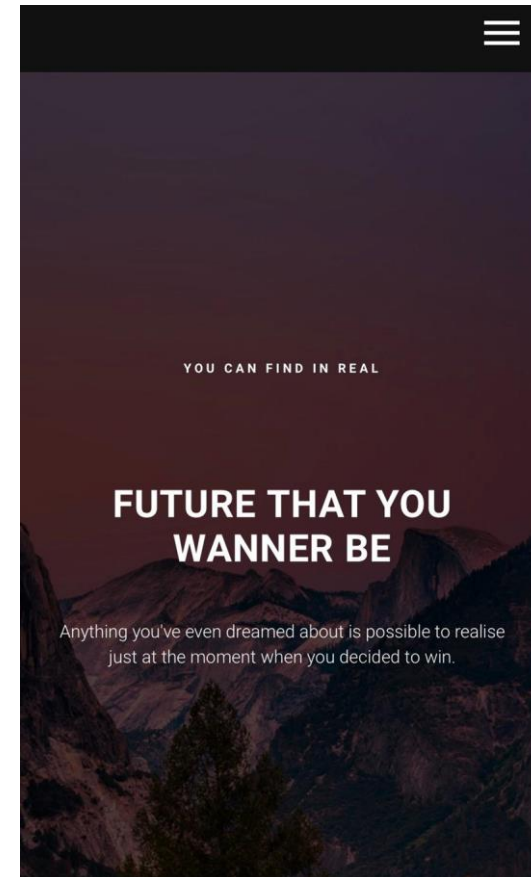 YOU CAN FIND IN REAL
FUTURE THAT YOU
WANNER BE
Anything you've even dreamed about is possible to realise
just at the moment when you decided to win.